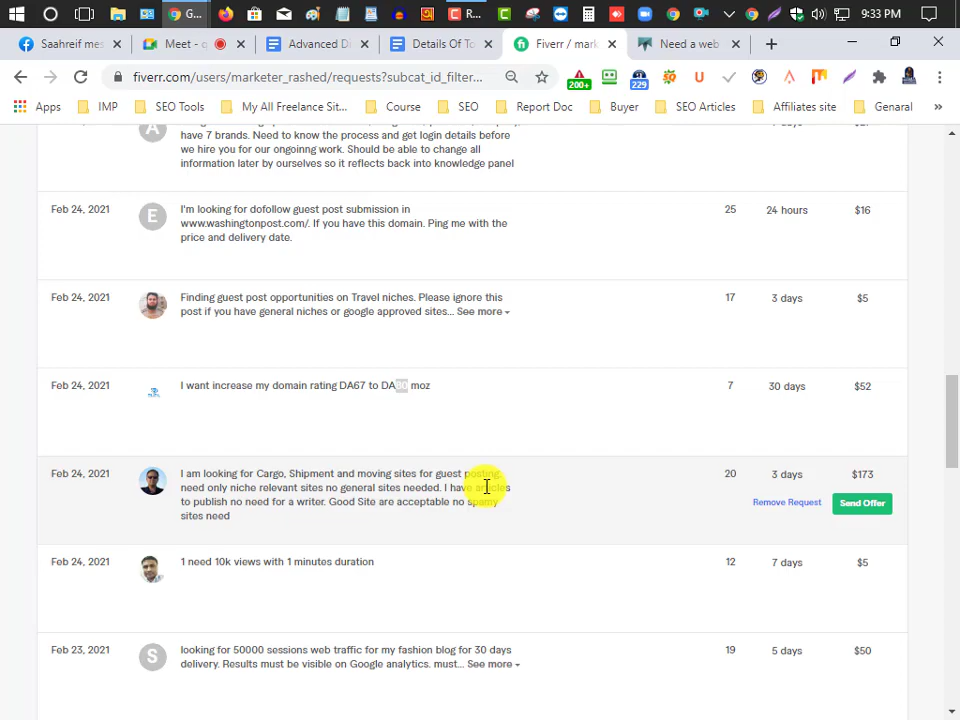 9:33 PM
G...
R...
Saahreif mes
Meet - q
Advanced Di
Details Of To
Fiverr / mark
Need a web
fiverr.com/users/marketer_rashed/requests?subcat_id_filter...
200+
229
Apps
IMP
SEO Tools
My All Freelance Sit...
Course
SEO
Report Doc
Buyer
SEO Articles
Affiliates site
Genaral
»
A
have 7 brands. Need to know the process and get login details before
we hire you for our ongoinng work. Should be able to change all
information later by ourselves so it reflects back into knowledge panel
Feb 24, 2021
E
I'm looking for dofollow guest post submission in
www.washingtonpost.com/. If you have this domain. Ping me with the
price and delivery date.
25
24 hours
$16
Feb 24, 2021
Finding guest post opportunities on Travel niches. Please ignore this
post if you have general niches or google approved sites... See more
17
3 days
$5
Feb 24, 2021
I want increase my domain rating DA67 to DA90 moz
7
30 days
$52
Feb 24, 2021
I am looking for Cargo, Shipment and moving sites for guest posting.
need only niche relevant sites no general sites needed. I have articles
to publish no need for a writer. Good Site are acceptable no spamy
sites need
20
3 days
$173
Remove Request
Send Offer
Feb 24, 2021
1 need 10k views with 1 minutes duration
12
7 days
$5
Feb 23, 2021
S
looking for 50000 sessions web traffic for my fashion blog for 30 days
delivery. Results must be visible on Google analytics. must... See more
19
5 days
$50